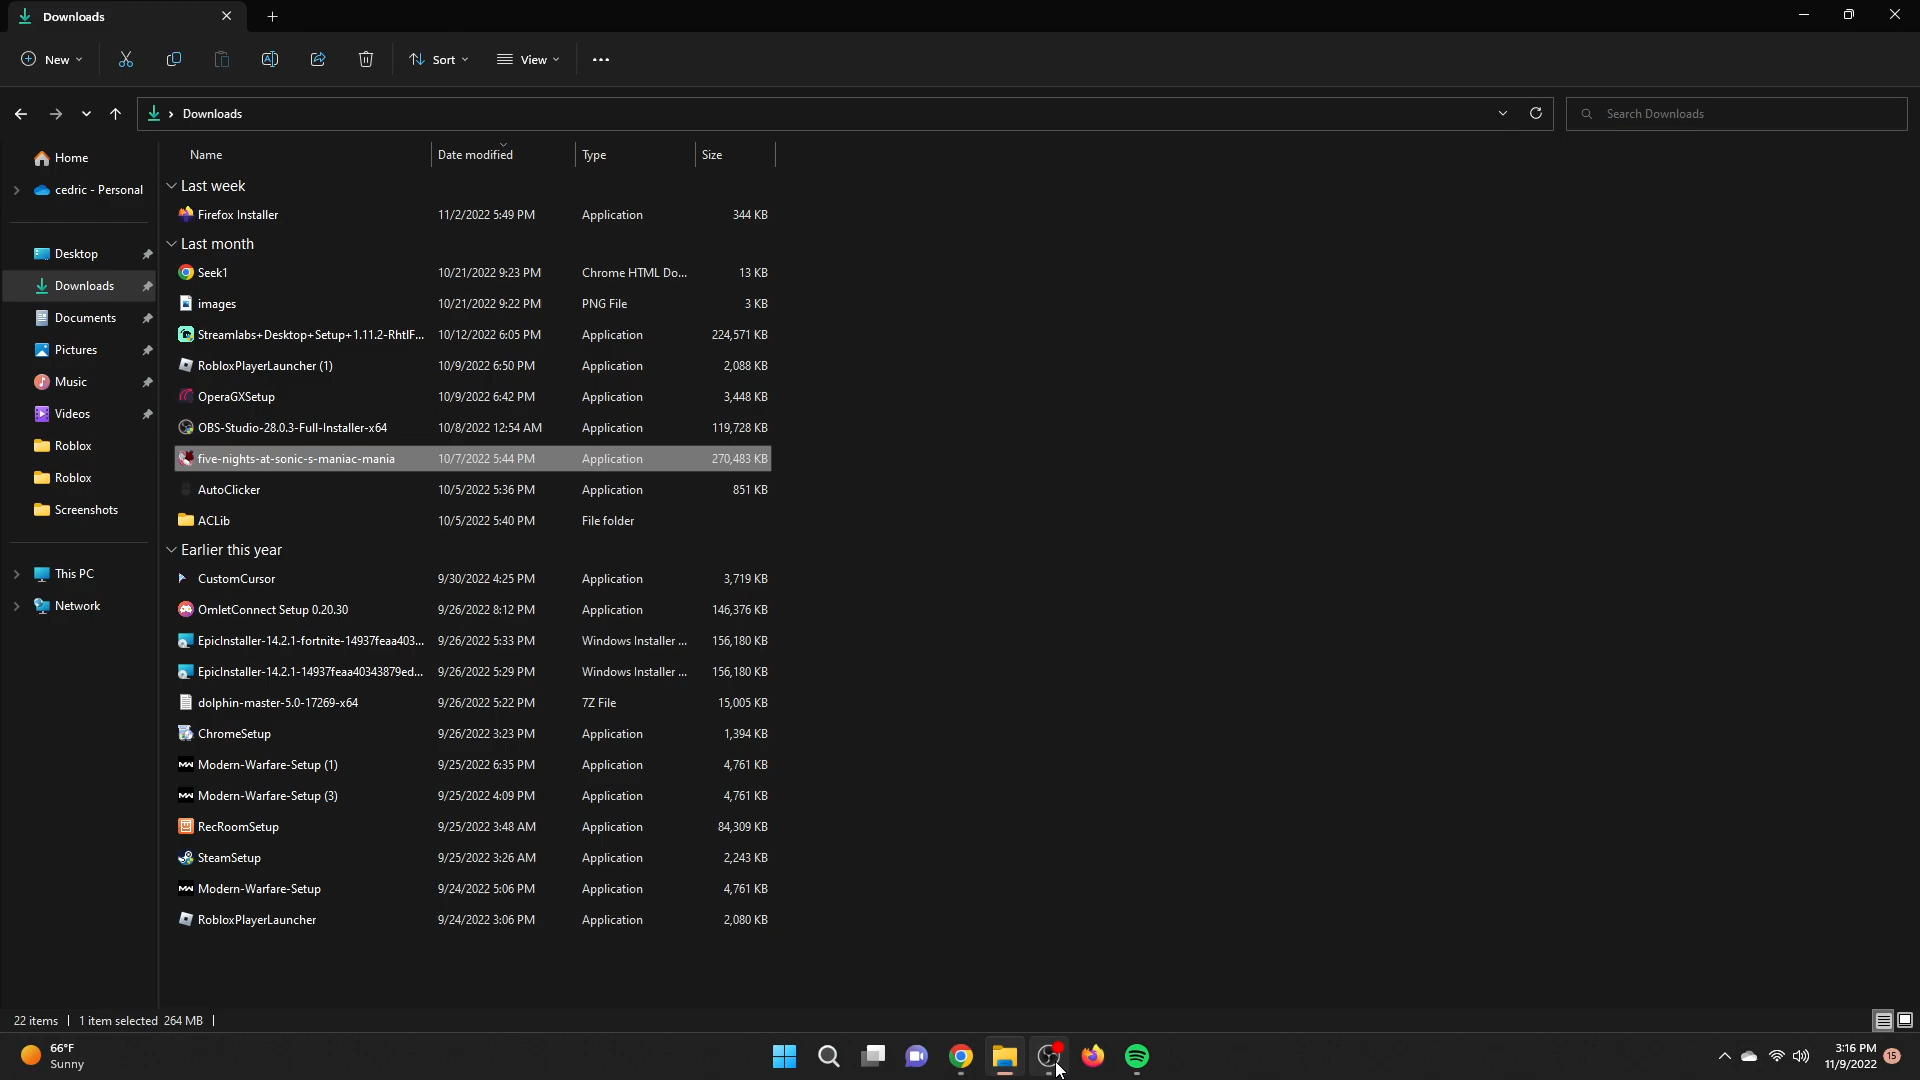 Downloads
New
Sort
View
Downloads
Search Downloads
Home
cedric - Personal
Desktop
Downloads
Documents
Pictures
Music
Videos
Roblox
Roblox
Screenshots
This PC
Network
Name Date modified Type Size
Last week
Firefox Installer 11/2/2022 5:49 PM Application 344 KB
Last month
Seek1 10/21/2022 9:23 PM Chrome HTML Do... 13 KB
images 10/21/2022 9:22 PM PNG File 3 KB
Streamlabs+Desktop+Setup+1.11.2-RhtlF... 10/12/2022 6:05 PM Application 224,571 KB
RobloxPlayerLauncher (1) 10/9/2022 6:50 PM Application 2,088 KB
OperaGXSetup 10/9/2022 6:42 PM Application 3,448 KB
OBS-Studio-28.0.3-Full-Installer-x64 10/8/2022 12:54 AM Application 119,728 KB
five-nights-at-sonic-s-maniac-mania 10/7/2022 5:44 PM Application 270,483 KB
AutoClicker 10/5/2022 5:36 PM Application 851 KB
ACLib 10/5/2022 5:40 PM File folder
Earlier this year
CustomCursor 9/30/2022 4:25 PM Application 3,719 KB
OmletConnect Setup 0.20.30 9/26/2022 8:12 PM Application 146,376 KB
EpicInstaller-14.2.1-fortnite-14937feaa403... 9/26/2022 5:33 PM Windows Installer ... 156,180 KB
EpicInstaller-14.2.1-14937feaa40343879ed... 9/26/2022 5:29 PM Windows Installer ... 156,180 KB
dolphin-master-5.0-17269-x64 9/26/2022 5:22 PM 7Z File 15,005 KB
ChromeSetup 9/26/2022 3:23 PM Application 1,394 KB
Modern-Warfare-Setup (1) 9/25/2022 6:35 PM Application 4,761 KB
Modern-Warfare-Setup (3) 9/25/2022 4:09 PM Application 4,761 KB
RecRoomSetup 9/25/2022 3:48 AM Application 84,309 KB
SteamSetup 9/25/2022 3:26 AM Application 2,243 KB
Modern-Warfare-Setup 9/24/2022 5:06 PM Application 4,761 KB
RobloxPlayerLauncher 9/24/2022 3:06 PM Application 2,080 KB
22 items 1 item selected 264 MB
66°F
Sunny
3:16 PM
11/9/2022 15